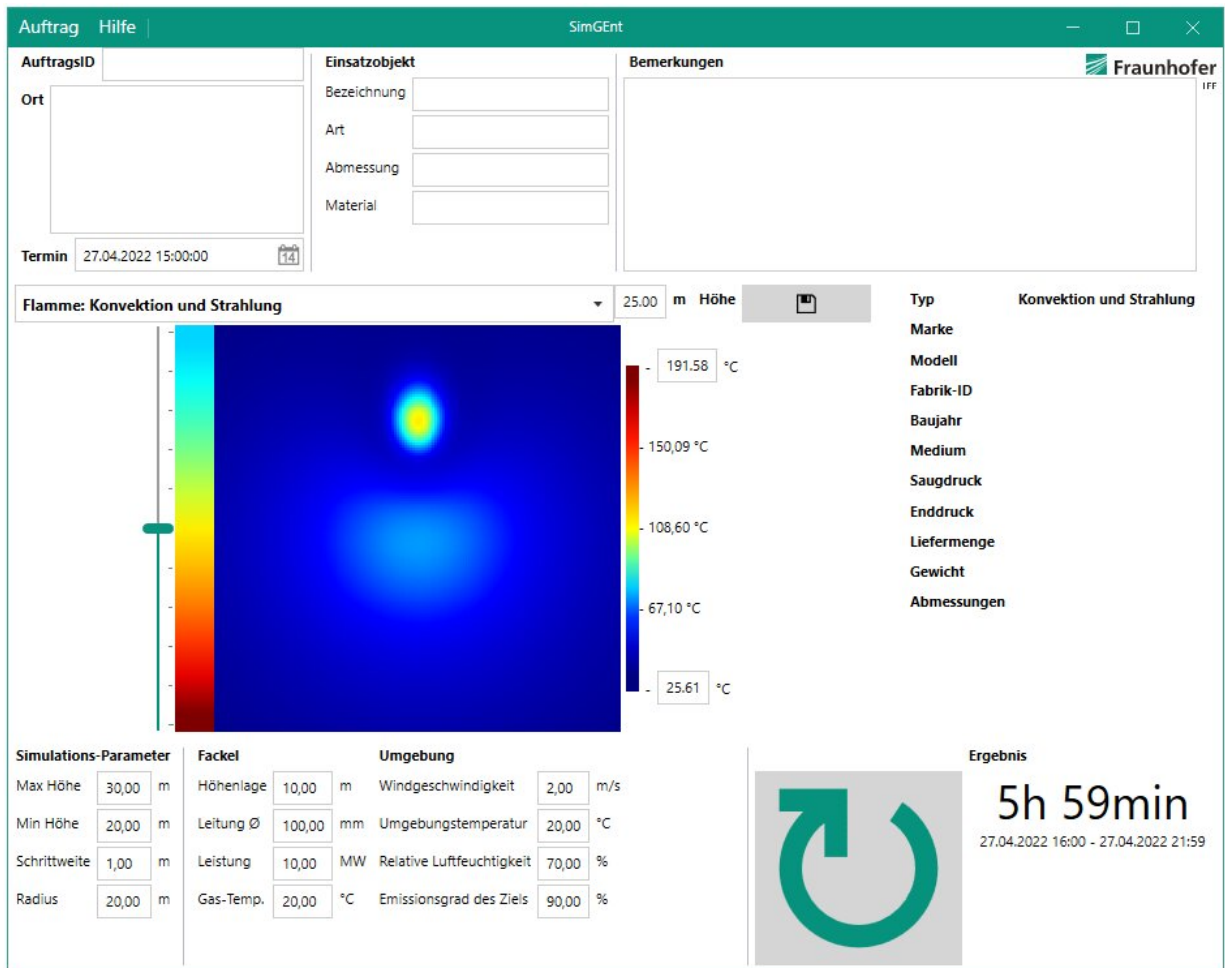 Auftrag Hilfe SimGEnt
AuftragsID
Ort
Termin 27.04.2022 15:00:00 14
Einsatzobjekt
Bezeichnung
Art
Abmessung
Material
Bemerkungen
Fraunhofer
IFF
Flamme: Konvektion und Strahlung 25.00 m Höhe
- 191.58 °C
- 150,09 °C
- 108,60 °C
- 67,10 °C
- 25.61 °C
Typ Konvektion und Strahlung
Marke
Modell
Fabrik-ID
Baujahr
Medium
Saugdruck
Enddruck
Liefermenge
Gewicht
Abmessungen
Simulations-Parameter
Max Höhe 30,00 m
Min Höhe 20,00 m
Schrittweite 1,00 m
Radius 20,00 m
Fackel
Höhenlage 10,00 m
Leitung Ø 100,00 mm
Leistung 10,00 MW
Gas-Temp. 20,00 °C
Umgebung
Windgeschwindigkeit 2,00 m/s
Umgebungstemperatur 20,00 °C
Relative Luftfeuchtigkeit 70,00 %
Emissionsgrad des Ziels 90,00 %
Ergebnis
5h 59min
27.04.2022 16:00 - 27.04.2022 21:59